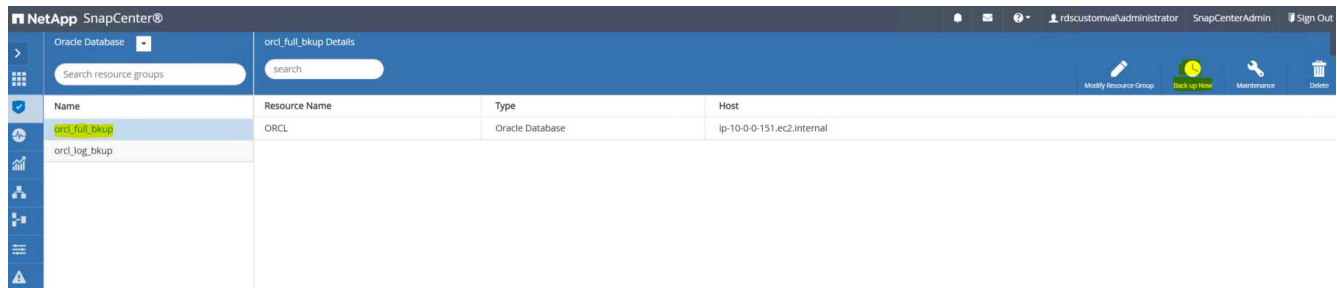 NetApp SnapCenter®
rdscustomval\administrator SnapCenterAdmin Sign Out
Oracle Database
Search resource groups
Name
orcl_full_bkup
orcl_log_bkup
orcl_full_bkup Details
search
Modify Resource Group Back up Now Maintenance Delete
Resource Name Type Host
ORCL Oracle Database ip-10-0-0-151.ec2.internal